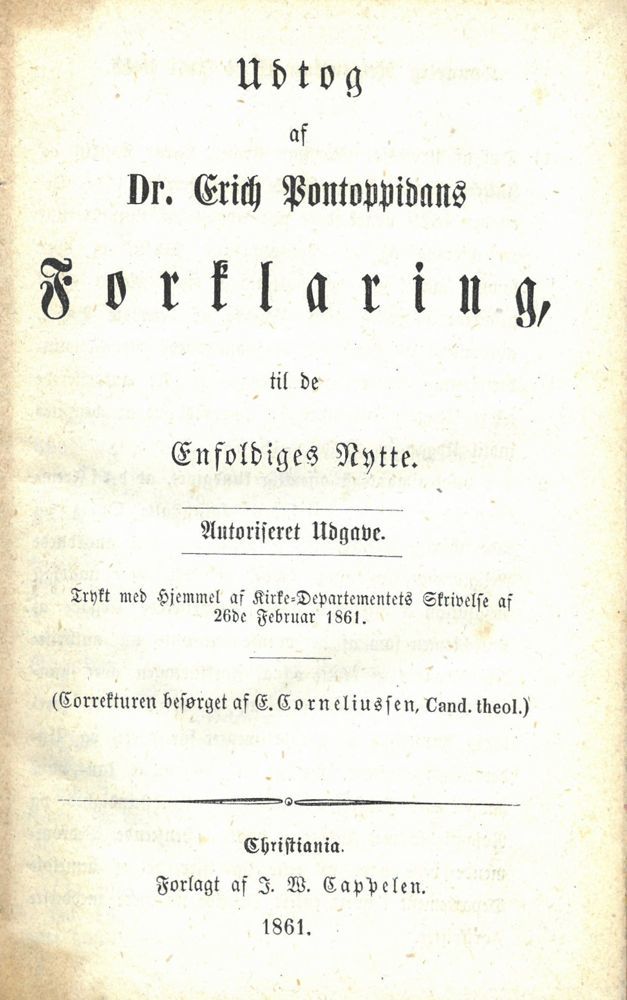 Udtog
af
Dr. Erich Pontoppidans
Forklaring,
til de
Enfoldiges Nytte.
Autoriseret Udgave.
Trykt med Hjemmel af Kirke-Departementets Skrivelse af
26de Februar 1861.
(Correkturen besørget af E. Corneliussen, Cand. theol.)
Christiania.
Forlagt af J. W. Cappelen.
1861.